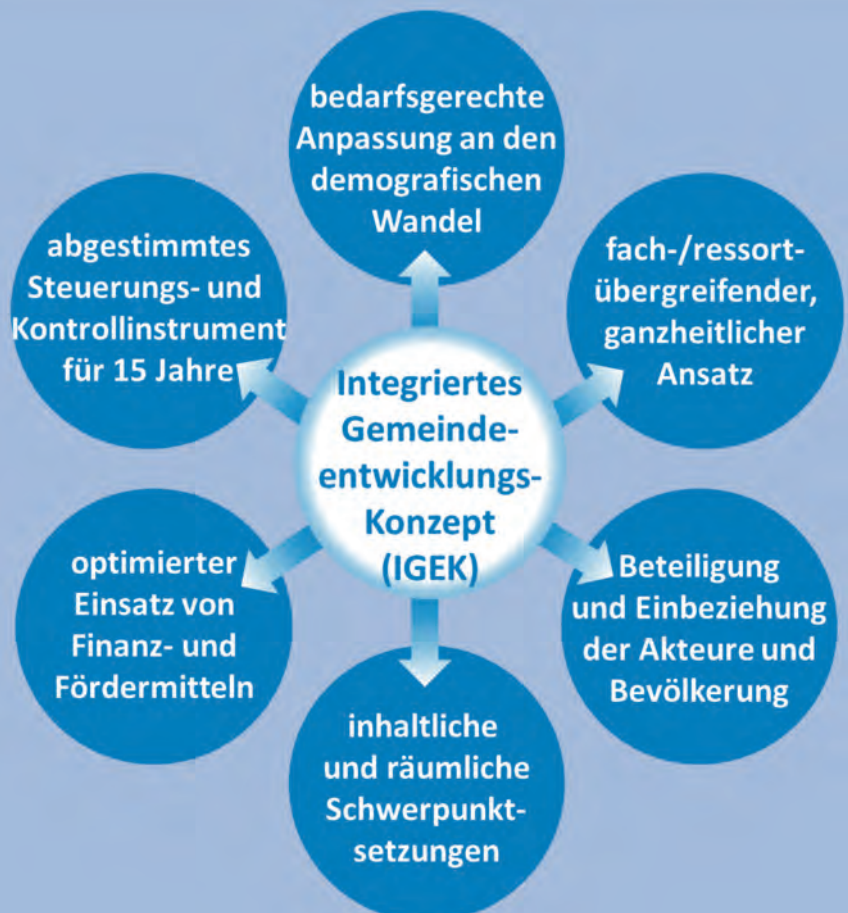 bedarfsgerechte
Anpassung an den
demografischen
Wandel
fach-/ressort-
übergreifender,
ganzheitlicher
Ansatz
Beteiligung
und Einbeziehung
der Akteure und
Bevölkerung
inhaltliche
und räumliche
Schwerpunkt-
setzungen
optimierter
Einsatz von
Finanz- und
Fördermitteln
abgestimmtes
Steuerungs- und
Kontrollinstrument
für 15 Jahre
Integriertes
Gemeinde-
entwicklungs-
Konzept
(IGEK)